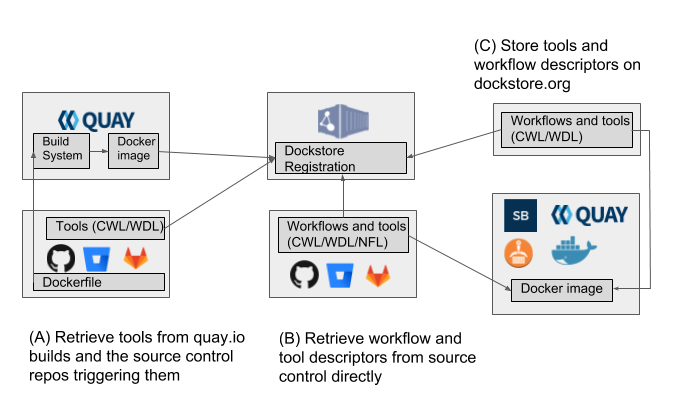 (C) Store tools and
workflow descriptors on
dockstore.org
QUAY
Build
System
Docker
image
Dockstore
Registration
Workflows and tools
(CWL/WDL)
Tools (CWL/WDL)
Dockerfile
Workflows and tools
(CWL/WDL/NFL)
SB
QUAY
Docker image
(A) Retrieve tools from quay.io
builds and the source control
repos triggering them
(B) Retrieve workflow and
tool descriptors from source
control directly